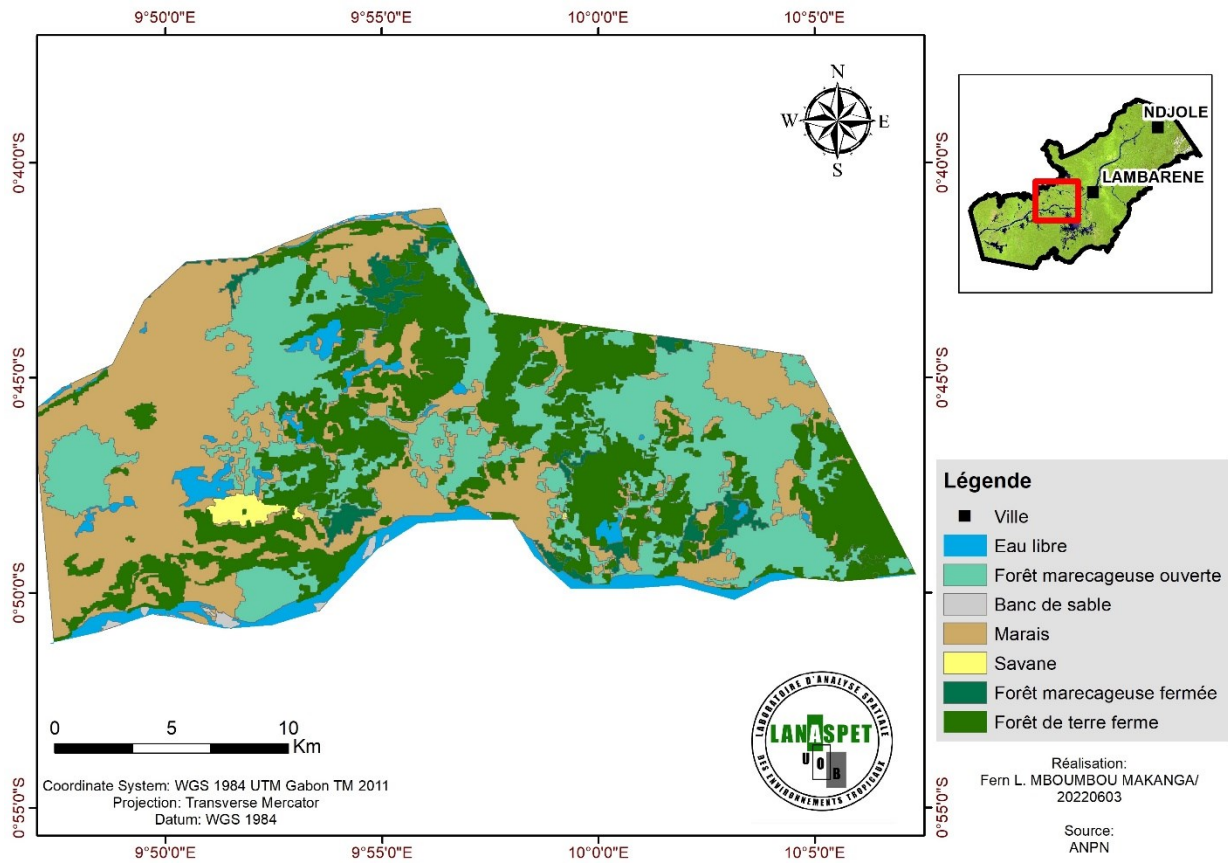 9°50'0"E
9°55'0"E
10°0'0"E
10°5'0"E
0°40'0"S
0°45'0"S
0°50'0"S
0°55'0"S
N
W
E
S
NDJOLE
LAMBARENE
0°40'0"S
0°45'0"S
0°50'0"S
0°55'0"S
Légende
Ville
Eau libre
Forêt marecageuse ouverte
Banc de sable
Marais
Savane
Forêt marecageuse fermée
Forêt de terre ferme
0
5
10
Km
Coordinate System: WGS 1984 UTM Gabon TM 2011
Projection: Transverse Mercator
Datum: WGS 1984
LABORATOIRE D'ANALYSE SPATIALE
LANASPET
U O B
DES ENVIRONNEMENTS TROPICAUX
Réalisation:
Fern L. MBOUMBOU MAKANGA/
20220603
Source:
ANPN
9°50'0"E
9°55'0"E
10°0'0"E
10°5'0"E